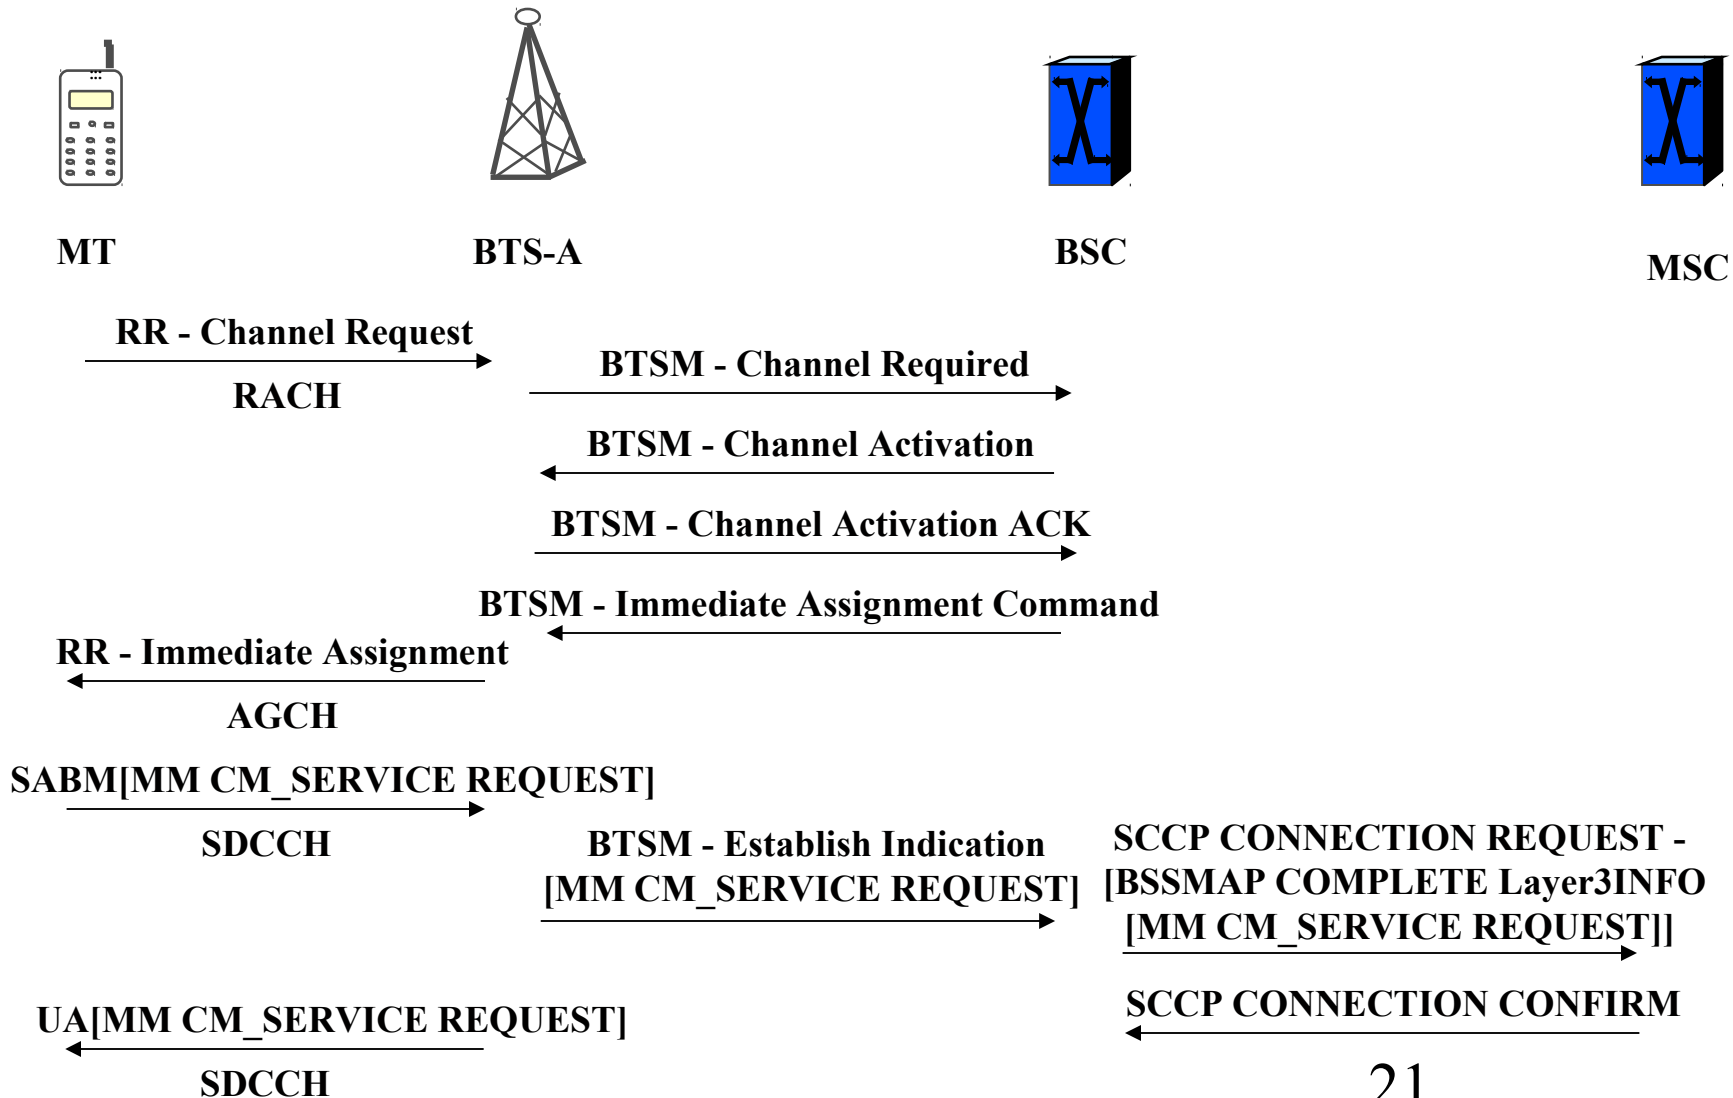 MT
BTS-A
BSC
MSC
RR - Channel Request
RACH
BTSM - Channel Required
BTSM - Channel Activation
BTSM - Channel Activation ACK
BTSM - Immediate Assignment Command
RR - Immediate Assignment
AGCH
SABM[MM CM_SERVICE REQUEST]
SDCCH
BTSM - Establish Indication
[MM CM_SERVICE REQUEST]
SCCP CONNECTION REQUEST -
[BSSMAP COMPLETE Layer3INFO
[MM CM_SERVICE REQUEST]]
SCCP CONNECTION CONFIRM
UA[MM CM_SERVICE REQUEST]
SDCCH
21